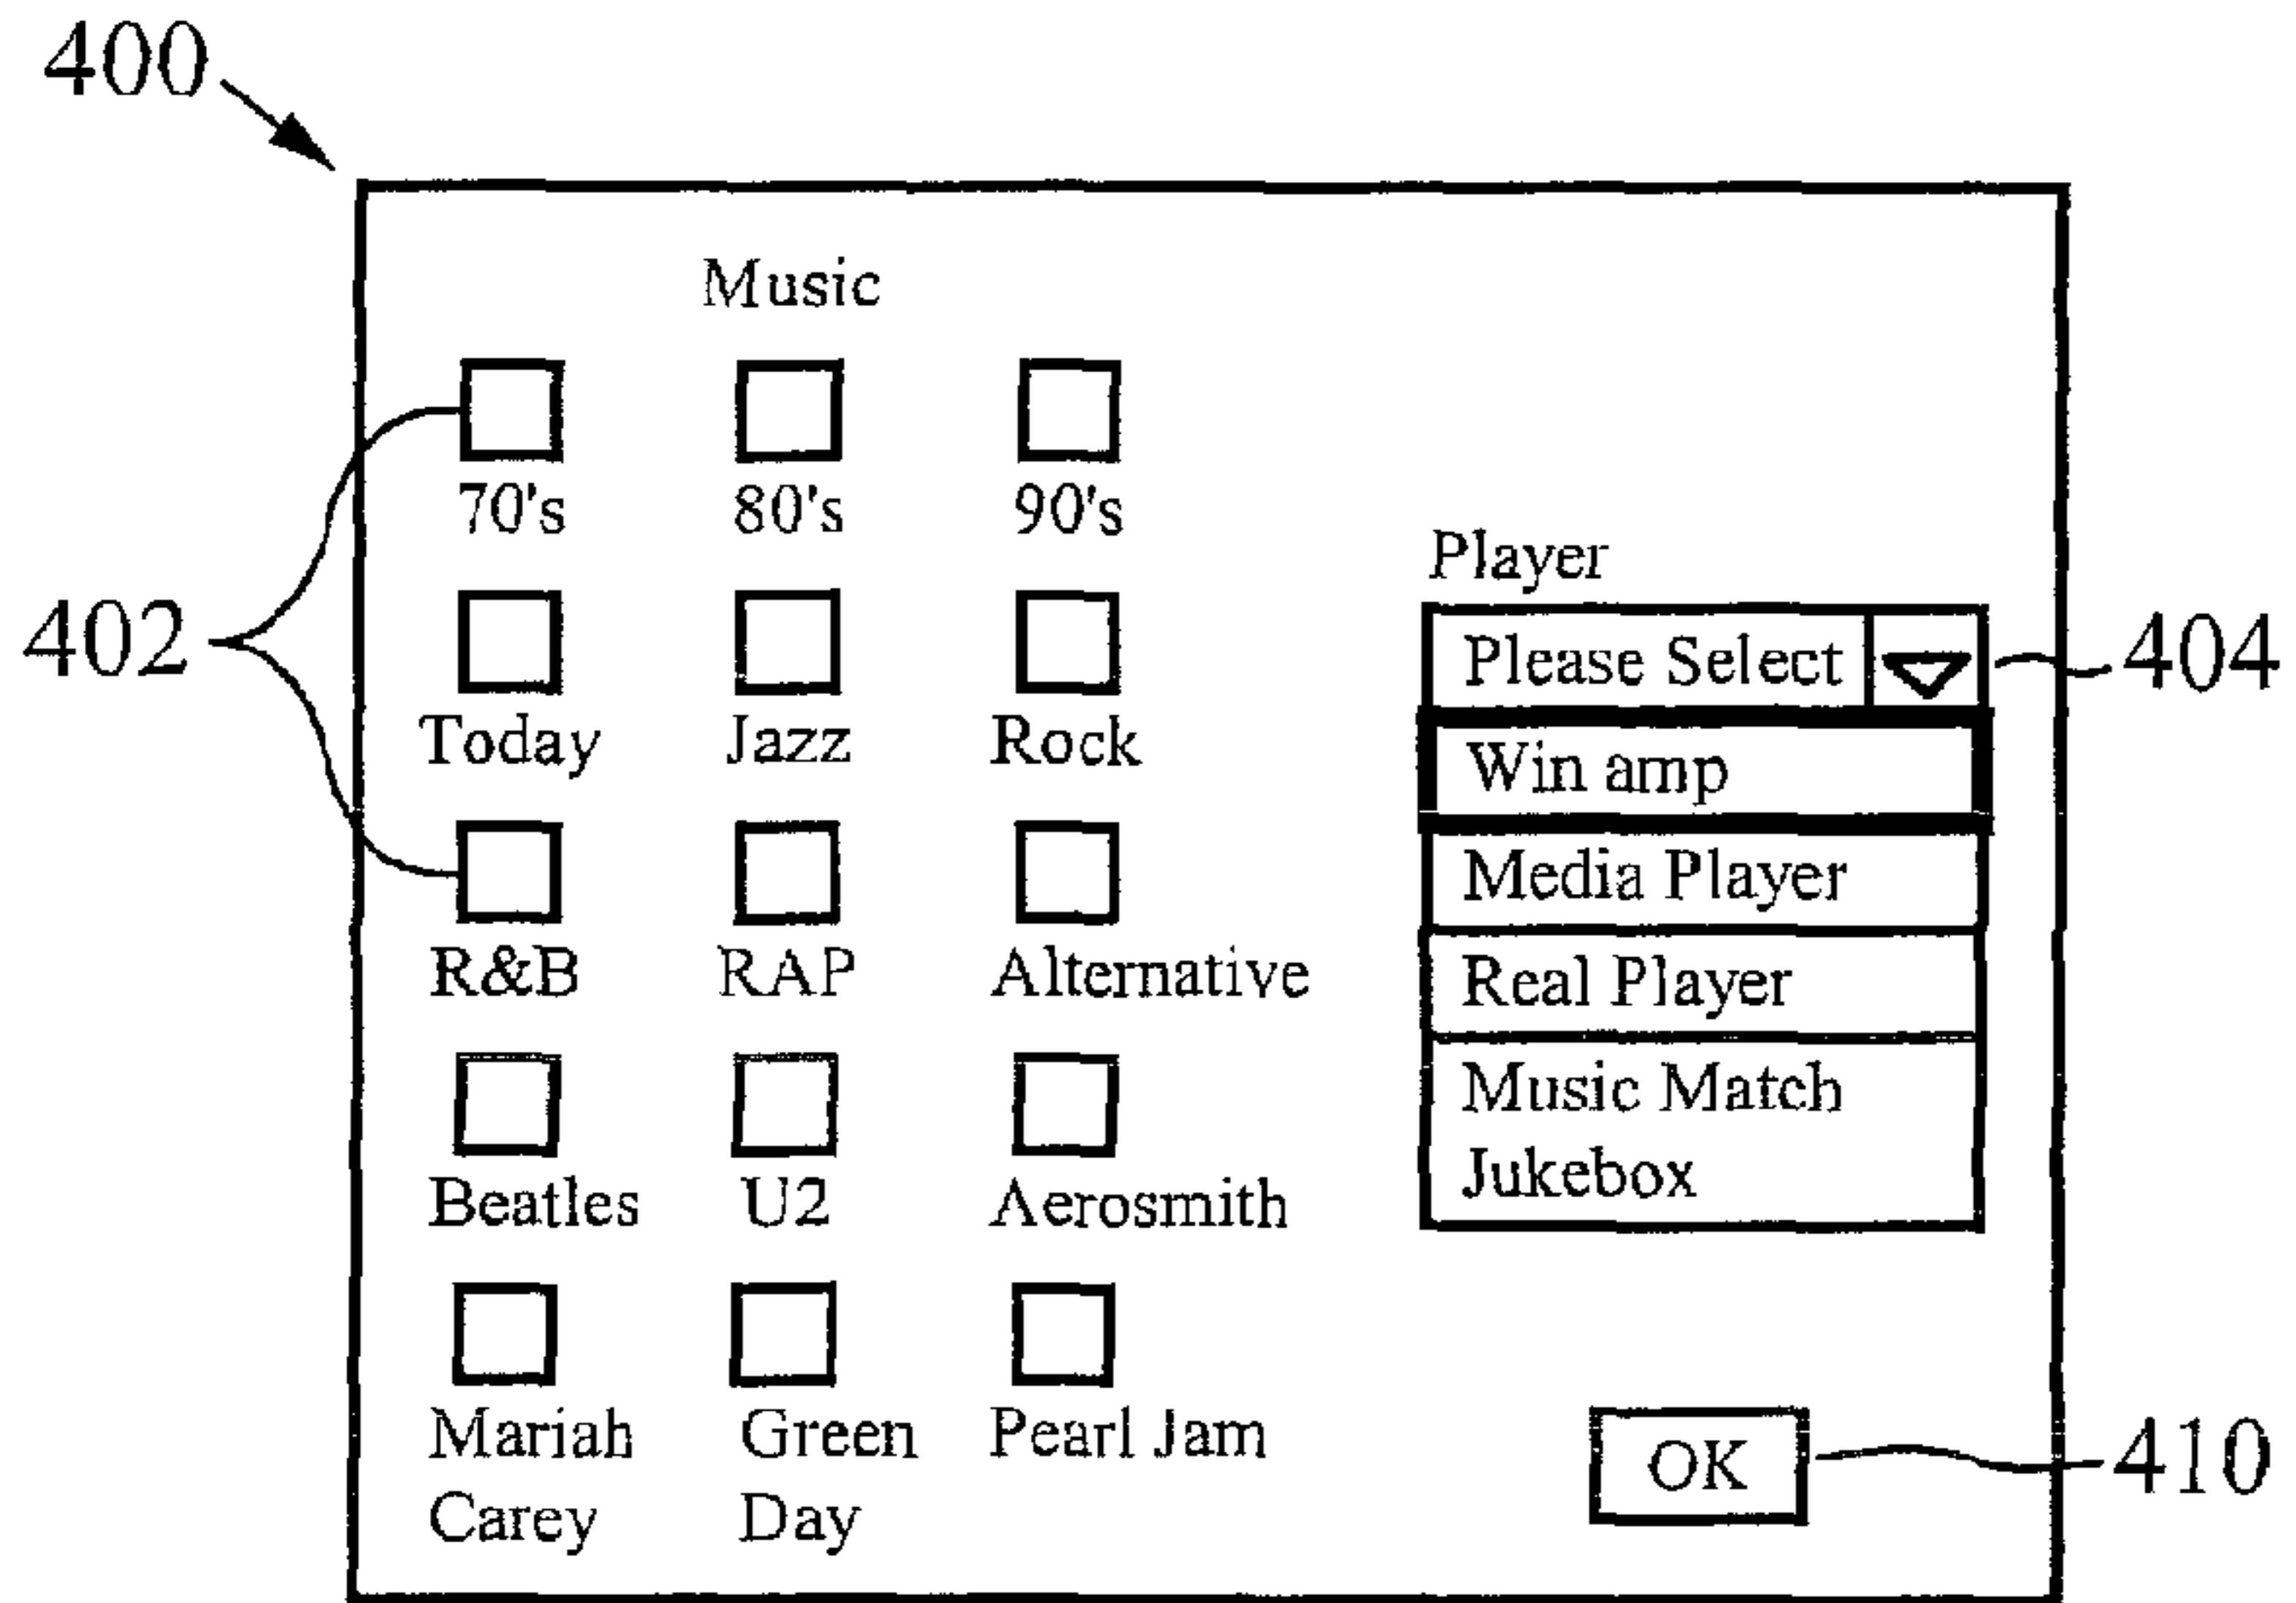 400
Music
70's 80's 90's
402
Today Jazz Rock
R&B RAP Alternative
Beatles U2 Aerosmith
Mariah Carey
Green Day
Pearl Jam
Player
Please Select
404
Win amp
Media Player
Real Player
Music Match
Jukebox
OK
410